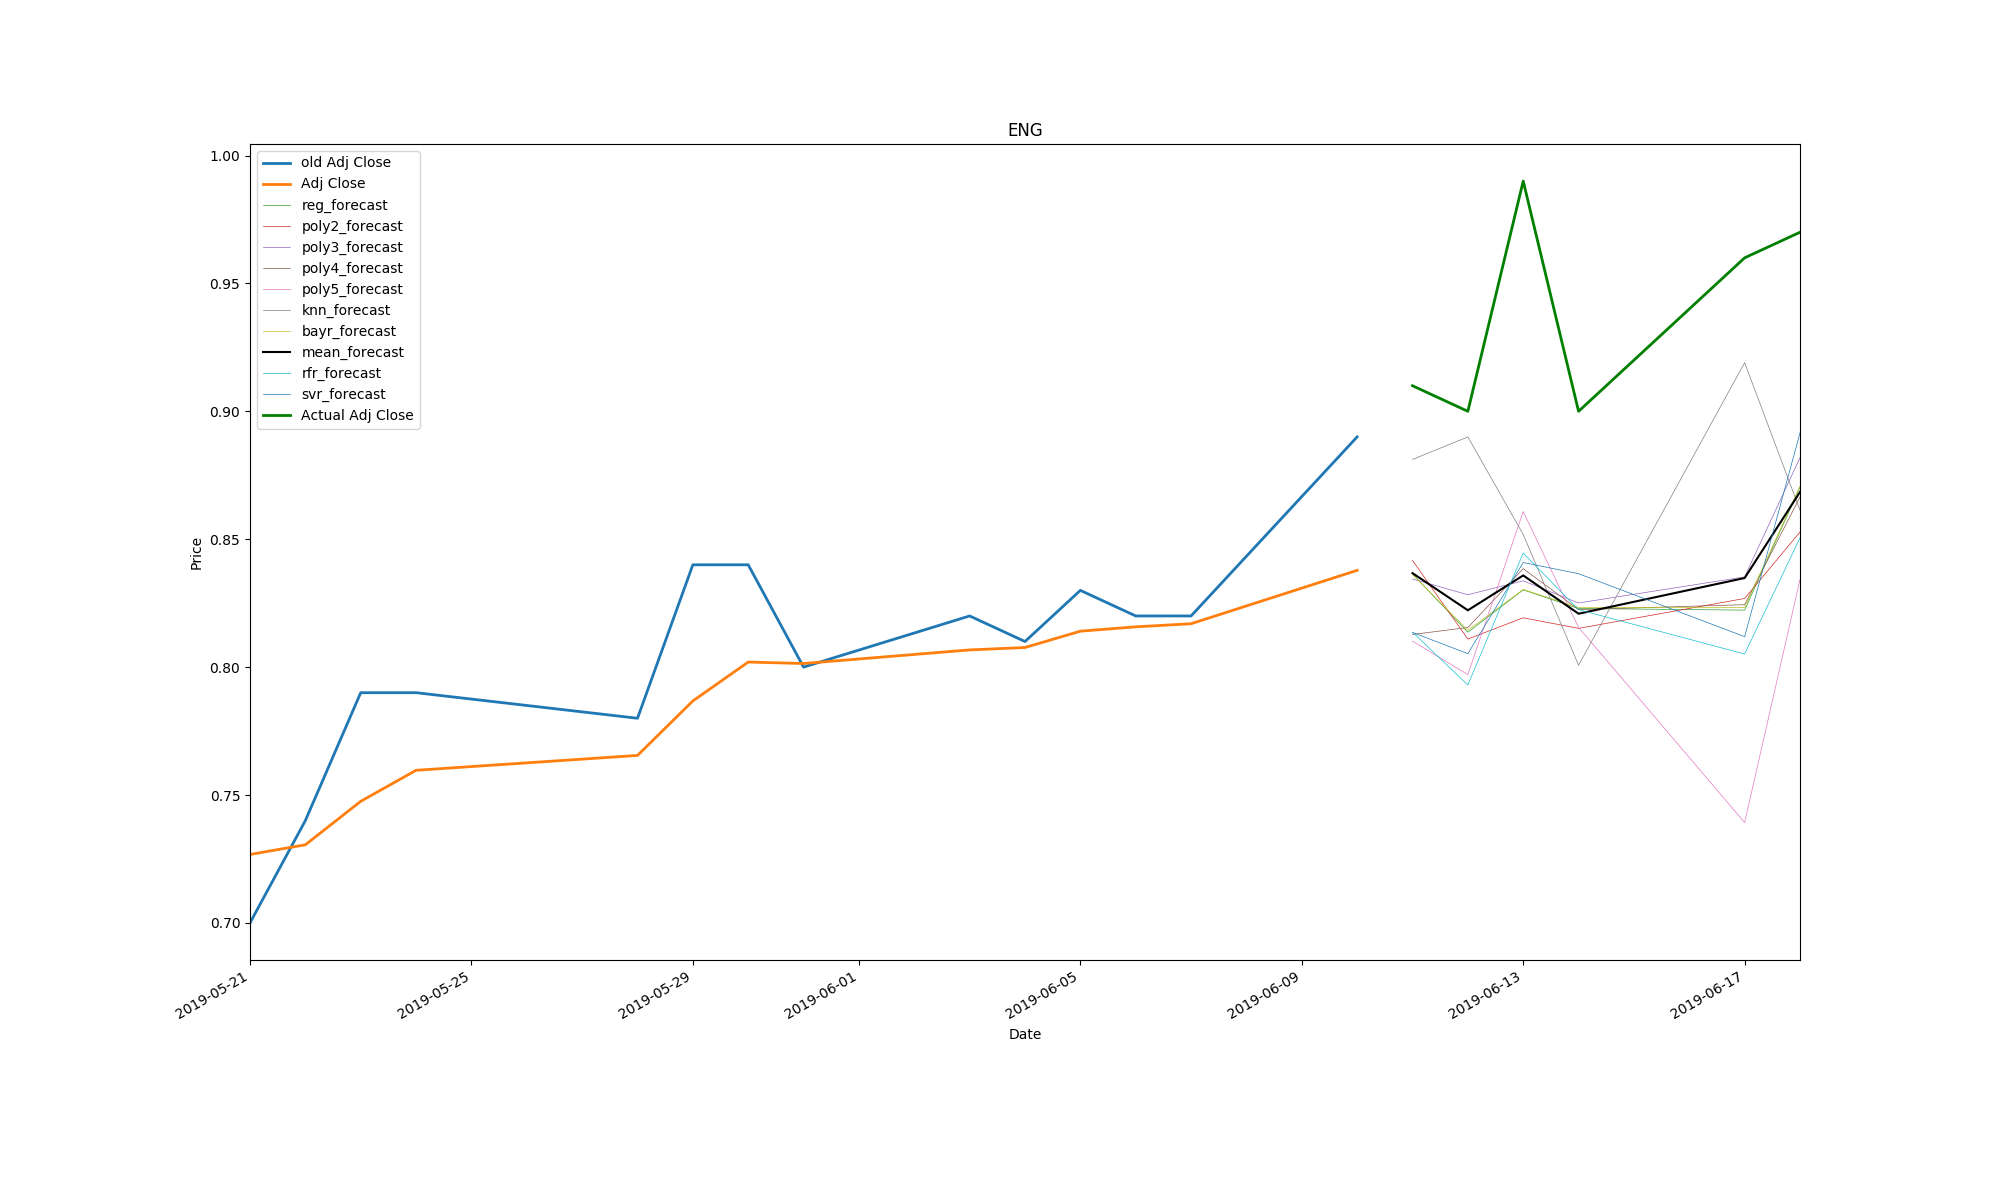 ENG
1.00
0.95
0.90
0.85
0.80
0.75
0.70
Price
old Adj Close
Adj Close
reg_forecast
poly2_forecast
poly3_forecast
poly4_forecast
poly5_forecast
knn_forecast
bayr_forecast
mean_forecast
rfr_forecast
svr_forecast
Actual Adj Close
2019-05-21
2019-05-25
2019-05-29
2019-06-01
2019-06-05
2019-06-09
2019-06-13
2019-06-17
Date